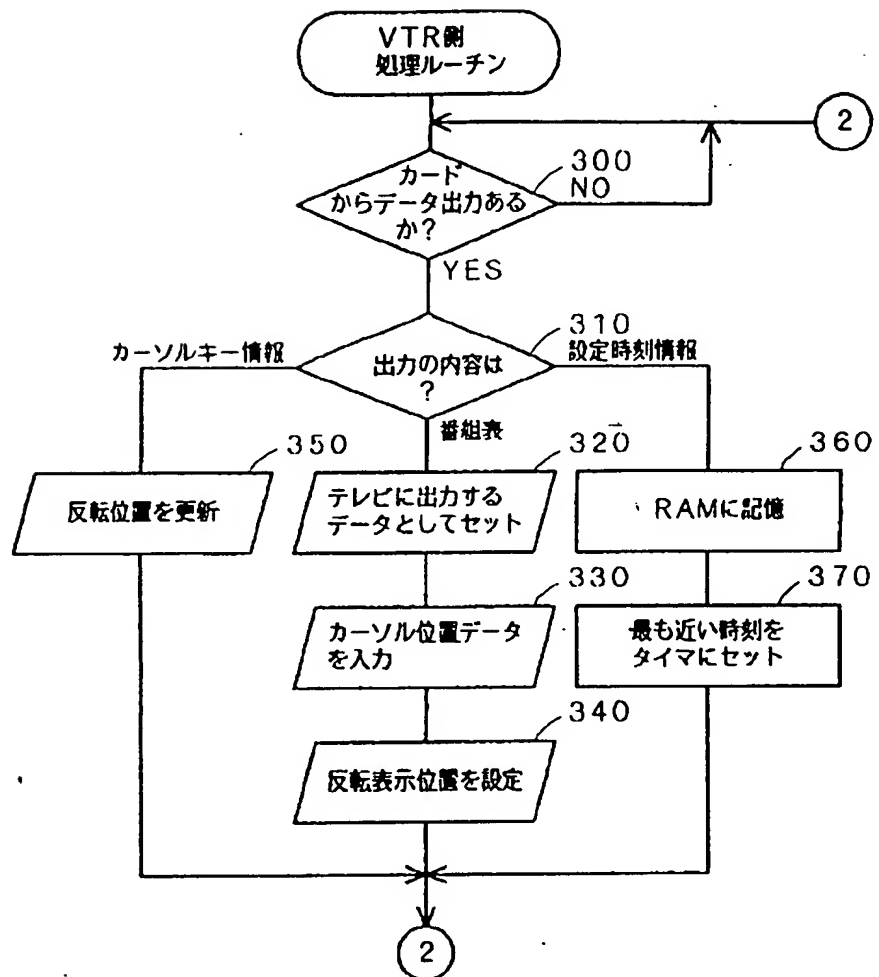 VTR側
処理ルーチン
2
300
カード
からデータ出力ある
か?
NO
YES
310
カーソルキー情報
出力の内容は
?
設定時刻情報
番組表
350
反転位置を更新
320
テレビに出力する
データとしてセット
360
RAMに記憶
330
カーソル位置データ
を入力
370
最も近い時刻を
タイマにセット
340
反転表示位置を設定
2